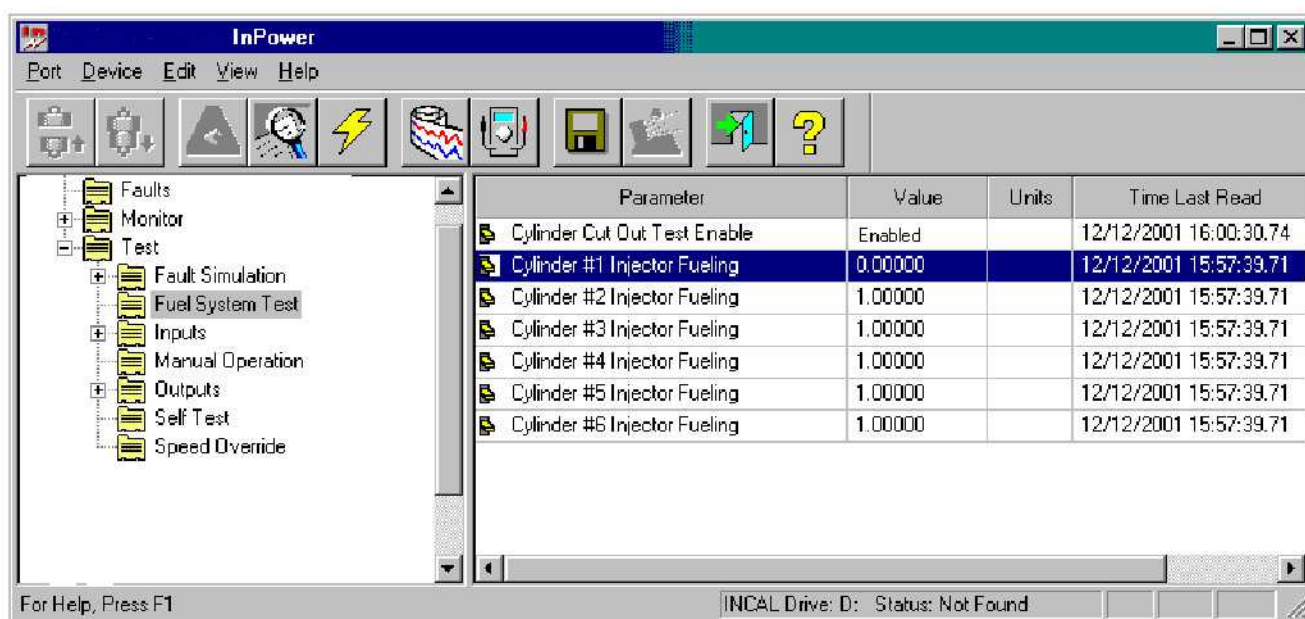 InPower
Port Device Edit View Help
Faults
Monitor
Test
Fault Simulation
Fuel System Test
Inputs
Manual Operation
Outputs
Self Test
Speed Override
Parameter Value Units Time Last Read
Cylinder Cut Out Test Enable Enabled 12/12/2001 16:00:30.74
Cylinder #1 Injector Fueling 0.00000 12/12/2001 15:57:39.71
Cylinder #2 Injector Fueling 1.00000 12/12/2001 15:57:39.71
Cylinder #3 Injector Fueling 1.00000 12/12/2001 15:57:39.71
Cylinder #4 Injector Fueling 1.00000 12/12/2001 15:57:39.71
Cylinder #5 Injector Fueling 1.00000 12/12/2001 15:57:39.71
Cylinder #6 Injector Fueling 1.00000 12/12/2001 15:57:39.71
For Help, Press F1 INCAL Drive: D: Status: Not Found